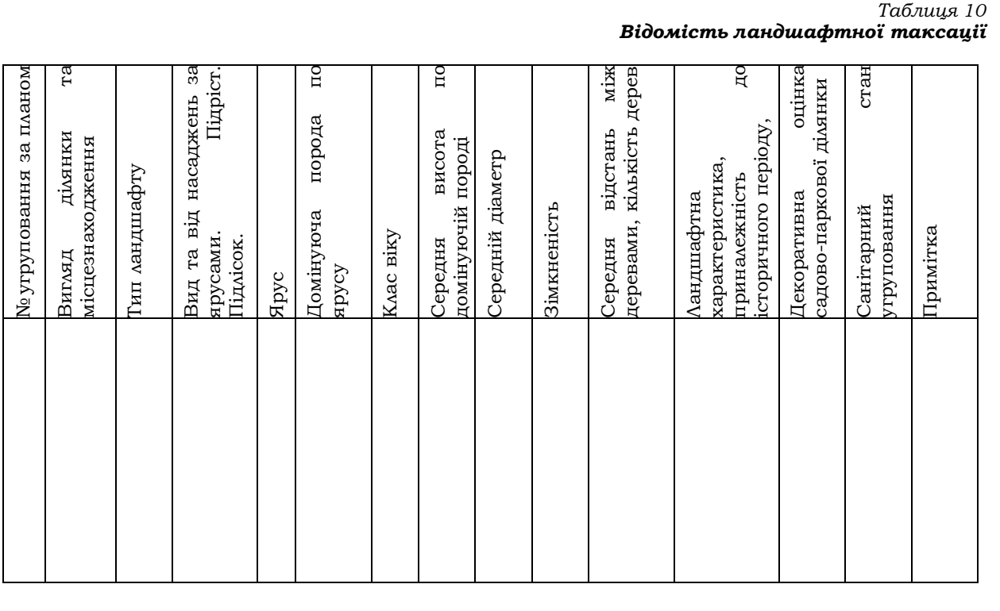 Таблиця 10
Відомість ландшафтної таксації
№ угруповання за планом
Вигляд ділянки та
місцезнаходження
Тип ландшафту
Вид та від насаджень за
ярусами. Підріст.
Підлісок.
Ярус
Домінуюча порода по
ярусу
Клас віку
Середня висота по
домінуючій породі
Середній діаметр
Зімкненість
Середня відстань між
деревами, кількість дерев
Ландшафтна
характеристика,
приналежність до
історичного періоду,
Декоративна оцінка
садово-паркової ділянки
Санітарний стан
угруповання
Примітка